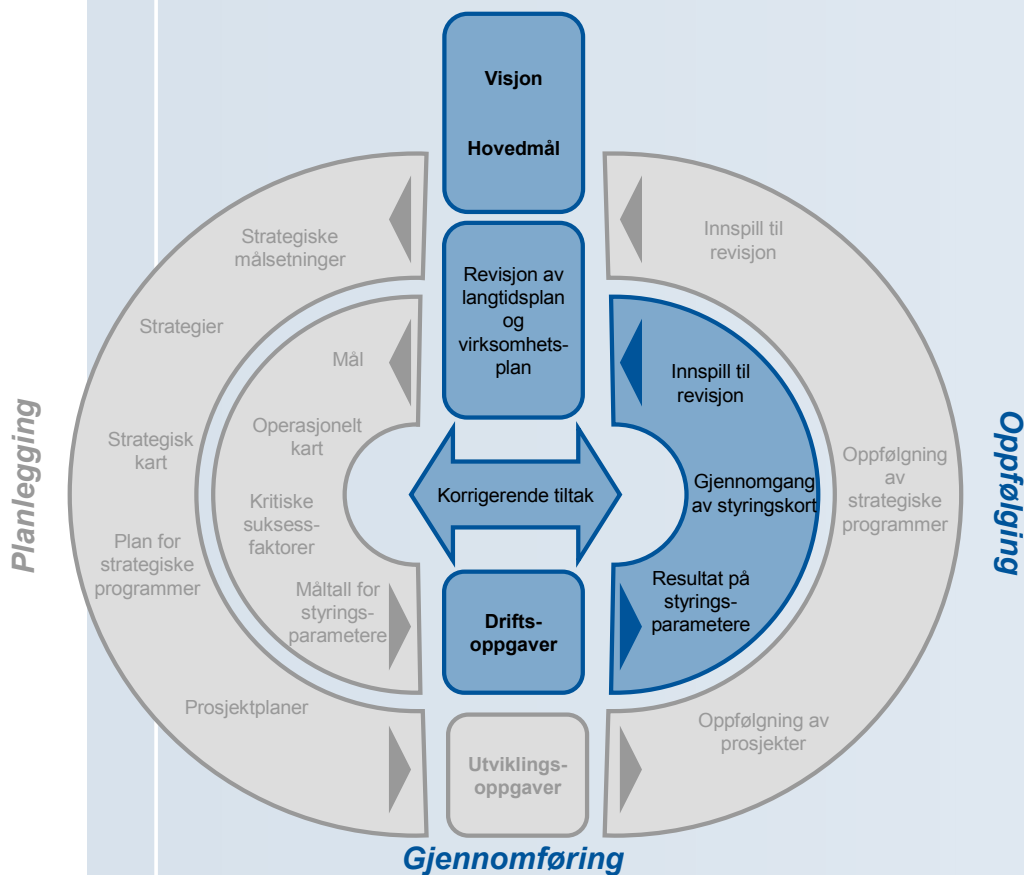 Visjon
Hovedmål
Revisjon av
langtidsplan
og
virksomhets-
plan
Korrigerende tiltak
Drifts-
oppgaver
Utviklings-
oppgaver
Planlegging
Strategiske
målsetninger
Strategier
Strategisk
kart
Plan for
strategiske
programmer
Prosjektplaner
Mål
Operasjonelt
kart
Kritiske
suksess-
faktorer
Måltall for
styrings-
parametere
Innspill til
revisjon
Gjennomgang
av styringskort
Resultat på
styrings-
parametere
Innspill til
revisjon
Oppfølgning
av
strategiske
programmer
Oppfølgning av
prosjekter
Oppfølging
Gjennomføring